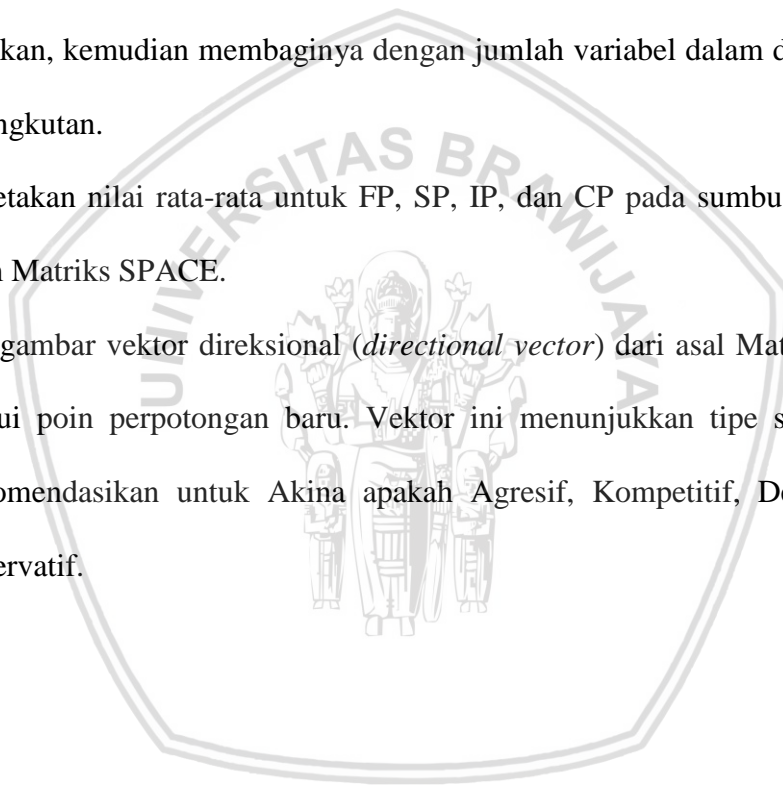 kan, kemudian membaginya dengan jumlah variabel dalam d
ngkutan.
etakan nilai rata-rata untuk FP, SP, IP, dan CP pada sumbu
Matriks SPACE.
gambar vektor direksional (directional vector) dari asal Mat
ui poin perpotongan baru. Vektor ini menunjukkan tipe s
omendasikan untuk Akina apakah Agresif, Kompetitif, D
ervatif.
UNIVERSITAS BRAWIJAYA